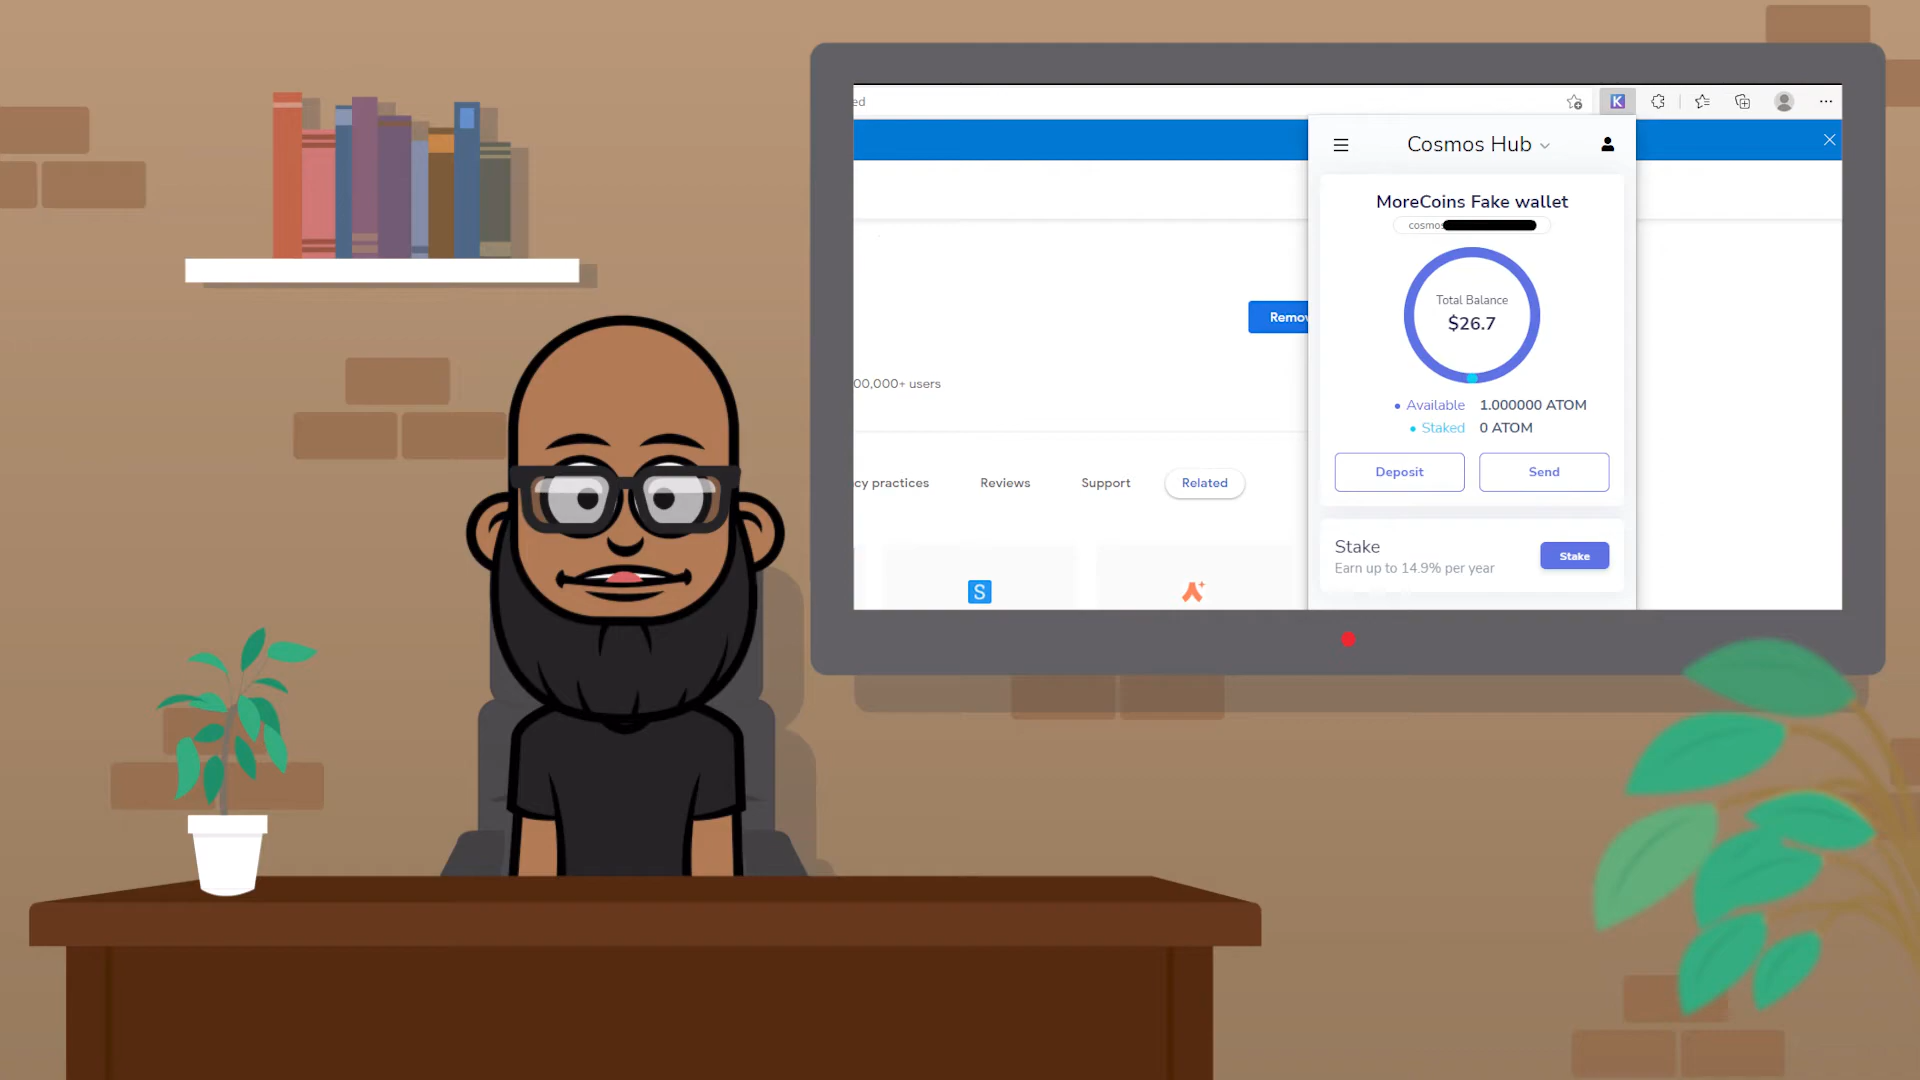 ed
K
Cosmos Hub
MoreCoins Fake wallet
cosmos
Total Balance
$26.7
Remov
00,000+ users
Available 1.000000 ATOM
Staked 0 ATOM
Deposit Send
cy practices Reviews Support Related
Stake
Earn up to 14.9% per year
Stake
S